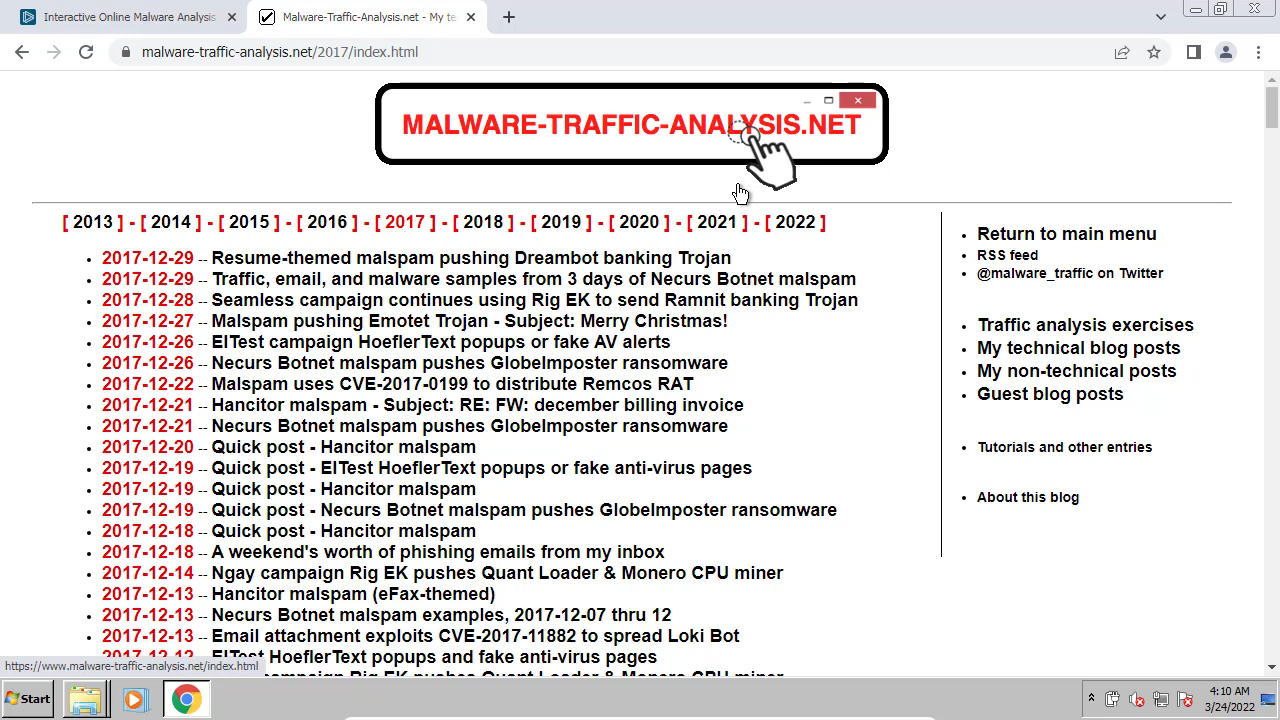 Interactive Online Malware Analysis
Malware-Traffic-Analysis.net - My te
malware-traffic-analysis.net/2017/index.html
MALWARE-TRAFFIC-ANALYSIS.NET
[ 2013 ] - [ 2014 ] - [ 2015 ] - [ 2016 ] - [ 2017 ] - [ 2018 ] - [ 2019 ] - [ 2020 ] - [ 2021 ] - [ 2022 ]
2017-12-29 -- Resume-themed malspam pushing Dreambot banking Trojan
2017-12-29 -- Traffic, email, and malware samples from 3 days of Necurs Botnet malspam
2017-12-28 -- Seamless campaign continues using Rig EK to send Ramnit banking Trojan
2017-12-27 -- Malspam pushing Emotet Trojan - Subject: Merry Christmas!
2017-12-26 -- EITest campaign HoeflerText popups or fake AV alerts
2017-12-26 -- Necurs Botnet malspam pushes GlobeImposter ransomware
2017-12-22 -- Malspam uses CVE-2017-0199 to distribute Remcos RAT
2017-12-21 -- Hancitor malspam - Subject: RE: FW: december billing invoice
2017-12-21 -- Necurs Botnet malspam pushes GlobeImposter ransomware
2017-12-20 -- Quick post - Hancitor malspam
2017-12-19 -- Quick post - EITest HoeflerText popups or fake anti-virus pages
2017-12-19 -- Quick post - Hancitor malspam
2017-12-19 -- Quick post - Necurs Botnet malspam pushes GlobeImposter ransomware
2017-12-18 -- Quick post - Hancitor malspam
2017-12-18 -- A weekend's worth of phishing emails from my inbox
2017-12-14 -- Ngay campaign Rig EK pushes Quant Loader & Monero CPU miner
2017-12-13 -- Hancitor malspam (eFax-themed)
2017-12-13 -- Necurs Botnet malspam examples, 2017-12-07 thru 12
2017-12-13 -- Email attachment exploits CVE-2017-11882 to spread Loki Bot
2017-12-12 -- EITest HoeflerText popups and fake anti-virus pages
campaign Rig EK pushes Quant Loader & Monero CPU miner
Return to main menu
RSS feed
@malware_traffic on Twitter
Traffic analysis exercises
My technical blog posts
My non-technical posts
Guest blog posts
Tutorials and other entries
About this blog
https://www.malware-traffic-analysis.net/index.html
Start
4:10 AM
3/24/2022